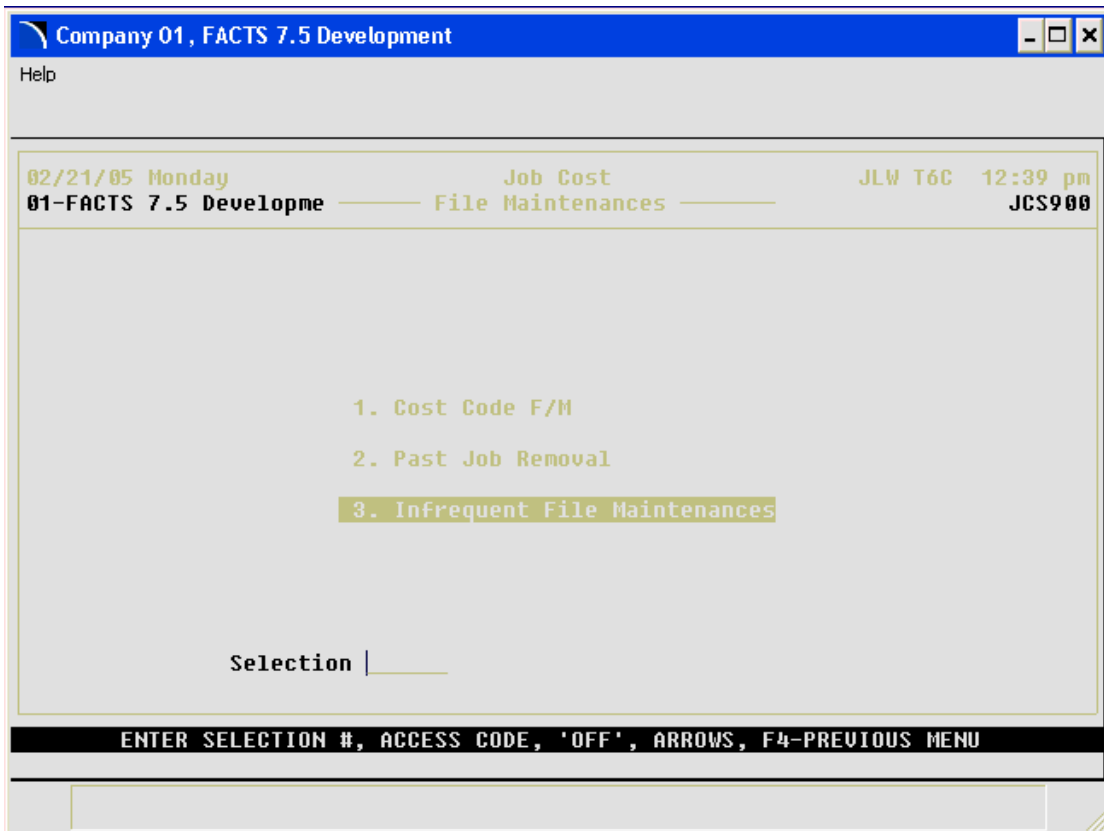 Company 01, FACTS 7.5 Development
Help
02/21/05 Monday Job Cost JLW T6C 12:39 pm
01-FACTS 7.5 Developme File Maintenances JCS900
1. Cost Code F/M
2. Past Job Removal
3. Infrequent File Maintenances
Selection
ENTER SELECTION #, ACCESS CODE, 'OFF', ARROWS, F4-PREVIOUS MENU